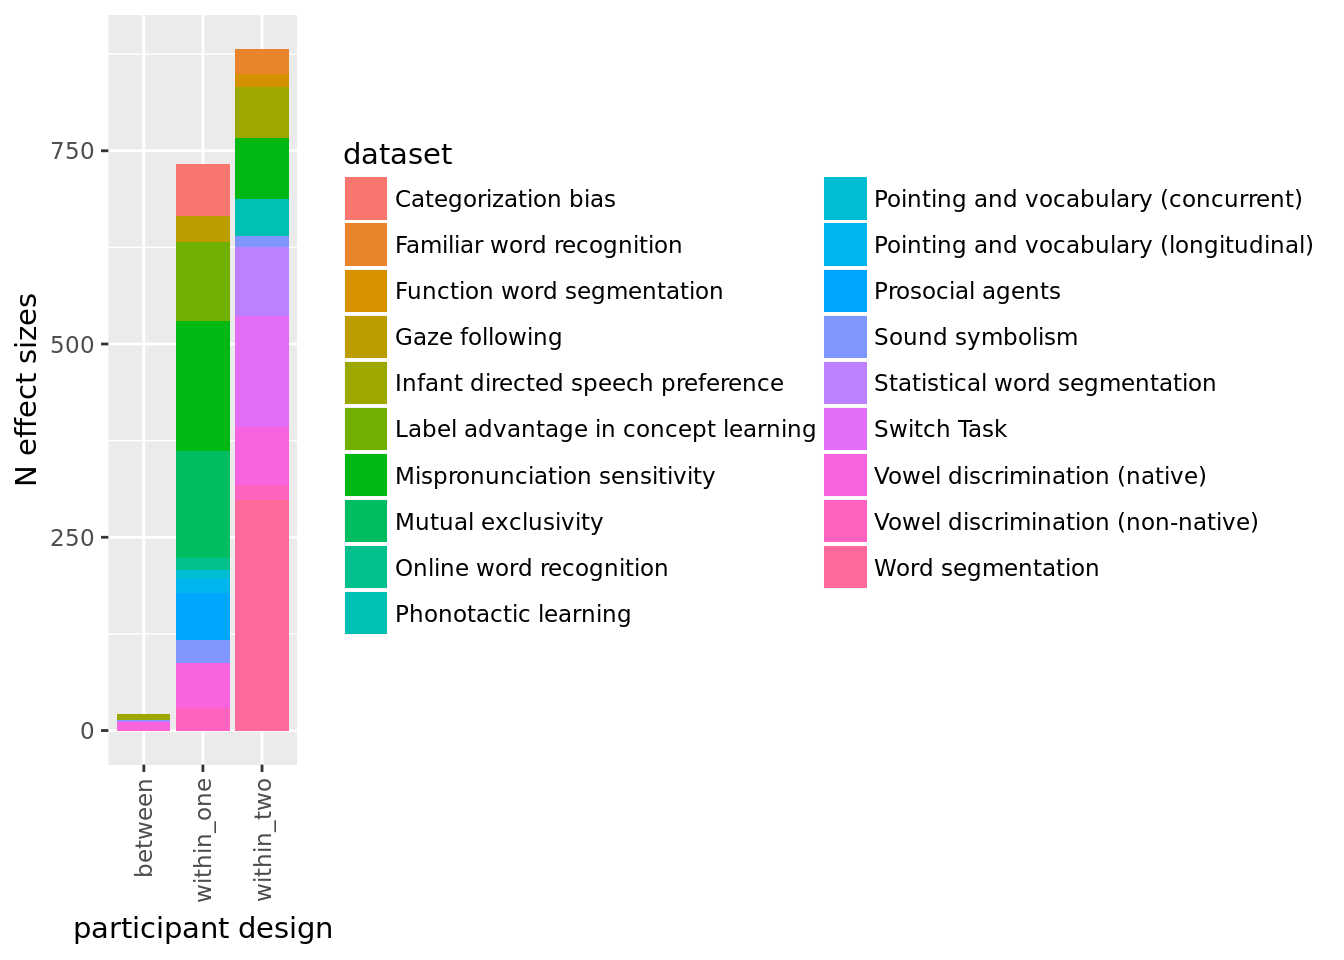 N effect sizes
750
500
250
0
between
within_one
within_two
participant design
dataset
Categorization bias
Familiar word recognition
Function word segmentation
Gaze following
Infant directed speech preference
Label advantage in concept learning
Mispronunciation sensitivity
Mutual exclusivity
Online word recognition
Phonotactic learning
Pointing and vocabulary (concurrent)
Pointing and vocabulary (longitudinal)
Prosocial agents
Sound symbolism
Statistical word segmentation
Switch Task
Vowel discrimination (native)
Vowel discrimination (non-native)
Word segmentation